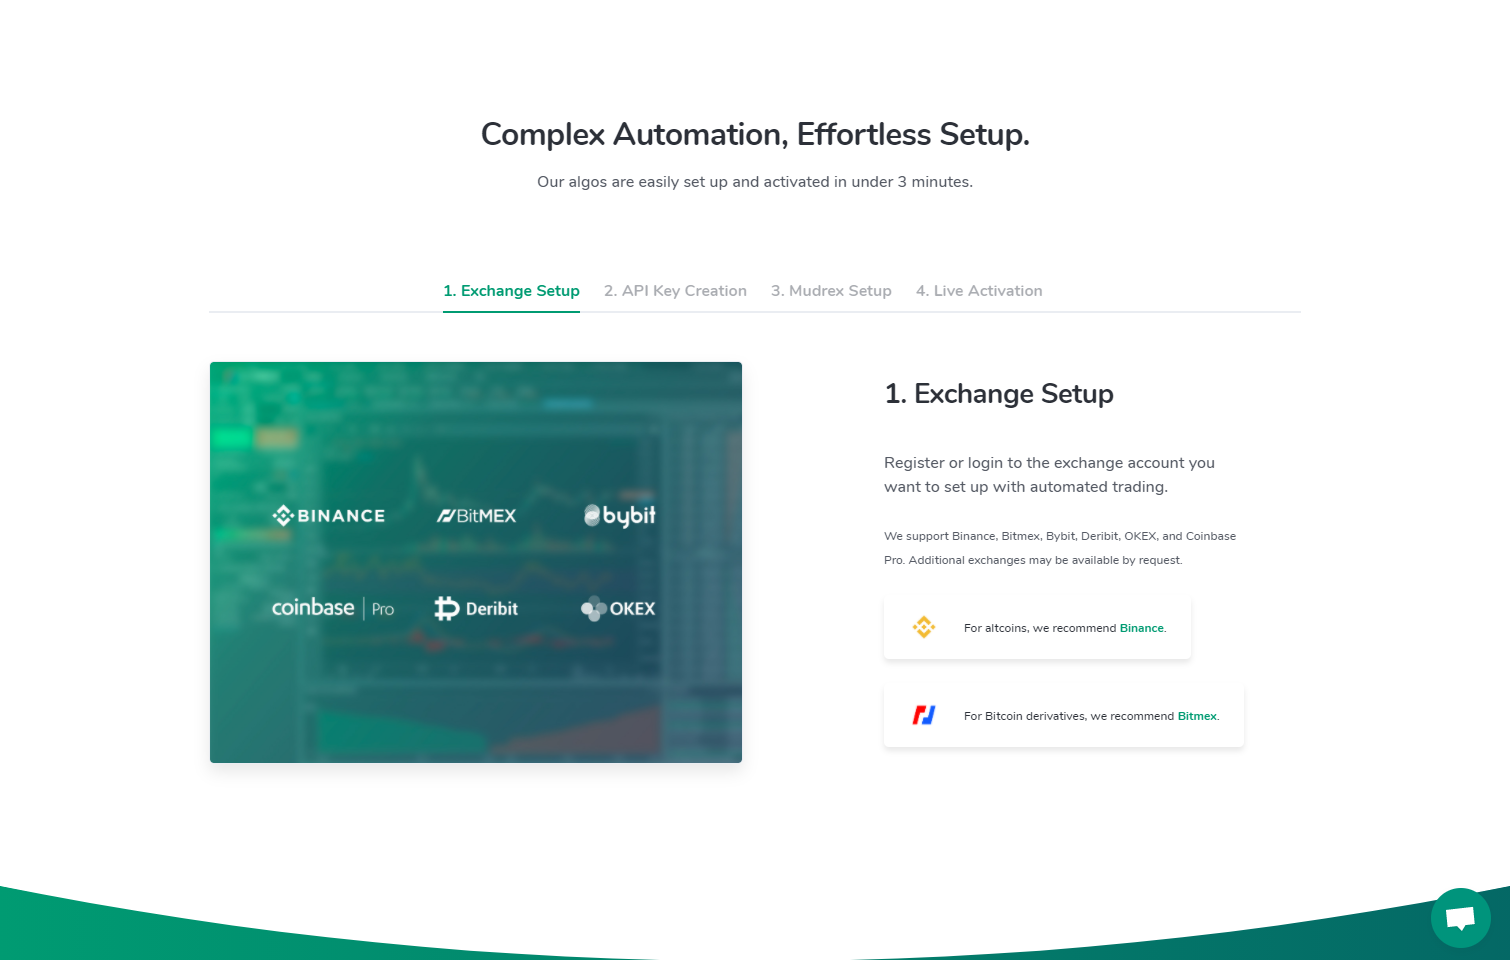 Complex Automation, Effortless Setup.
Our algos are easily set up and activated in under 3 minutes.
1. Exchange Setup
2. API Key Creation
3. Mudrex Setup
4. Live Activation
BINANCE
BitMEX
bybit
coinbase | Pro
Deribit
OKEX
1. Exchange Setup
Register or login to the exchange account you
want to set up with automated trading.
We support Binance, Bitmex, Bybit, Deribit, OKEX, and Coinbase
Pro. Additional exchanges may be available by request.
For altcoins, we recommend Binance.
For Bitcoin derivatives, we recommend Bitmex.